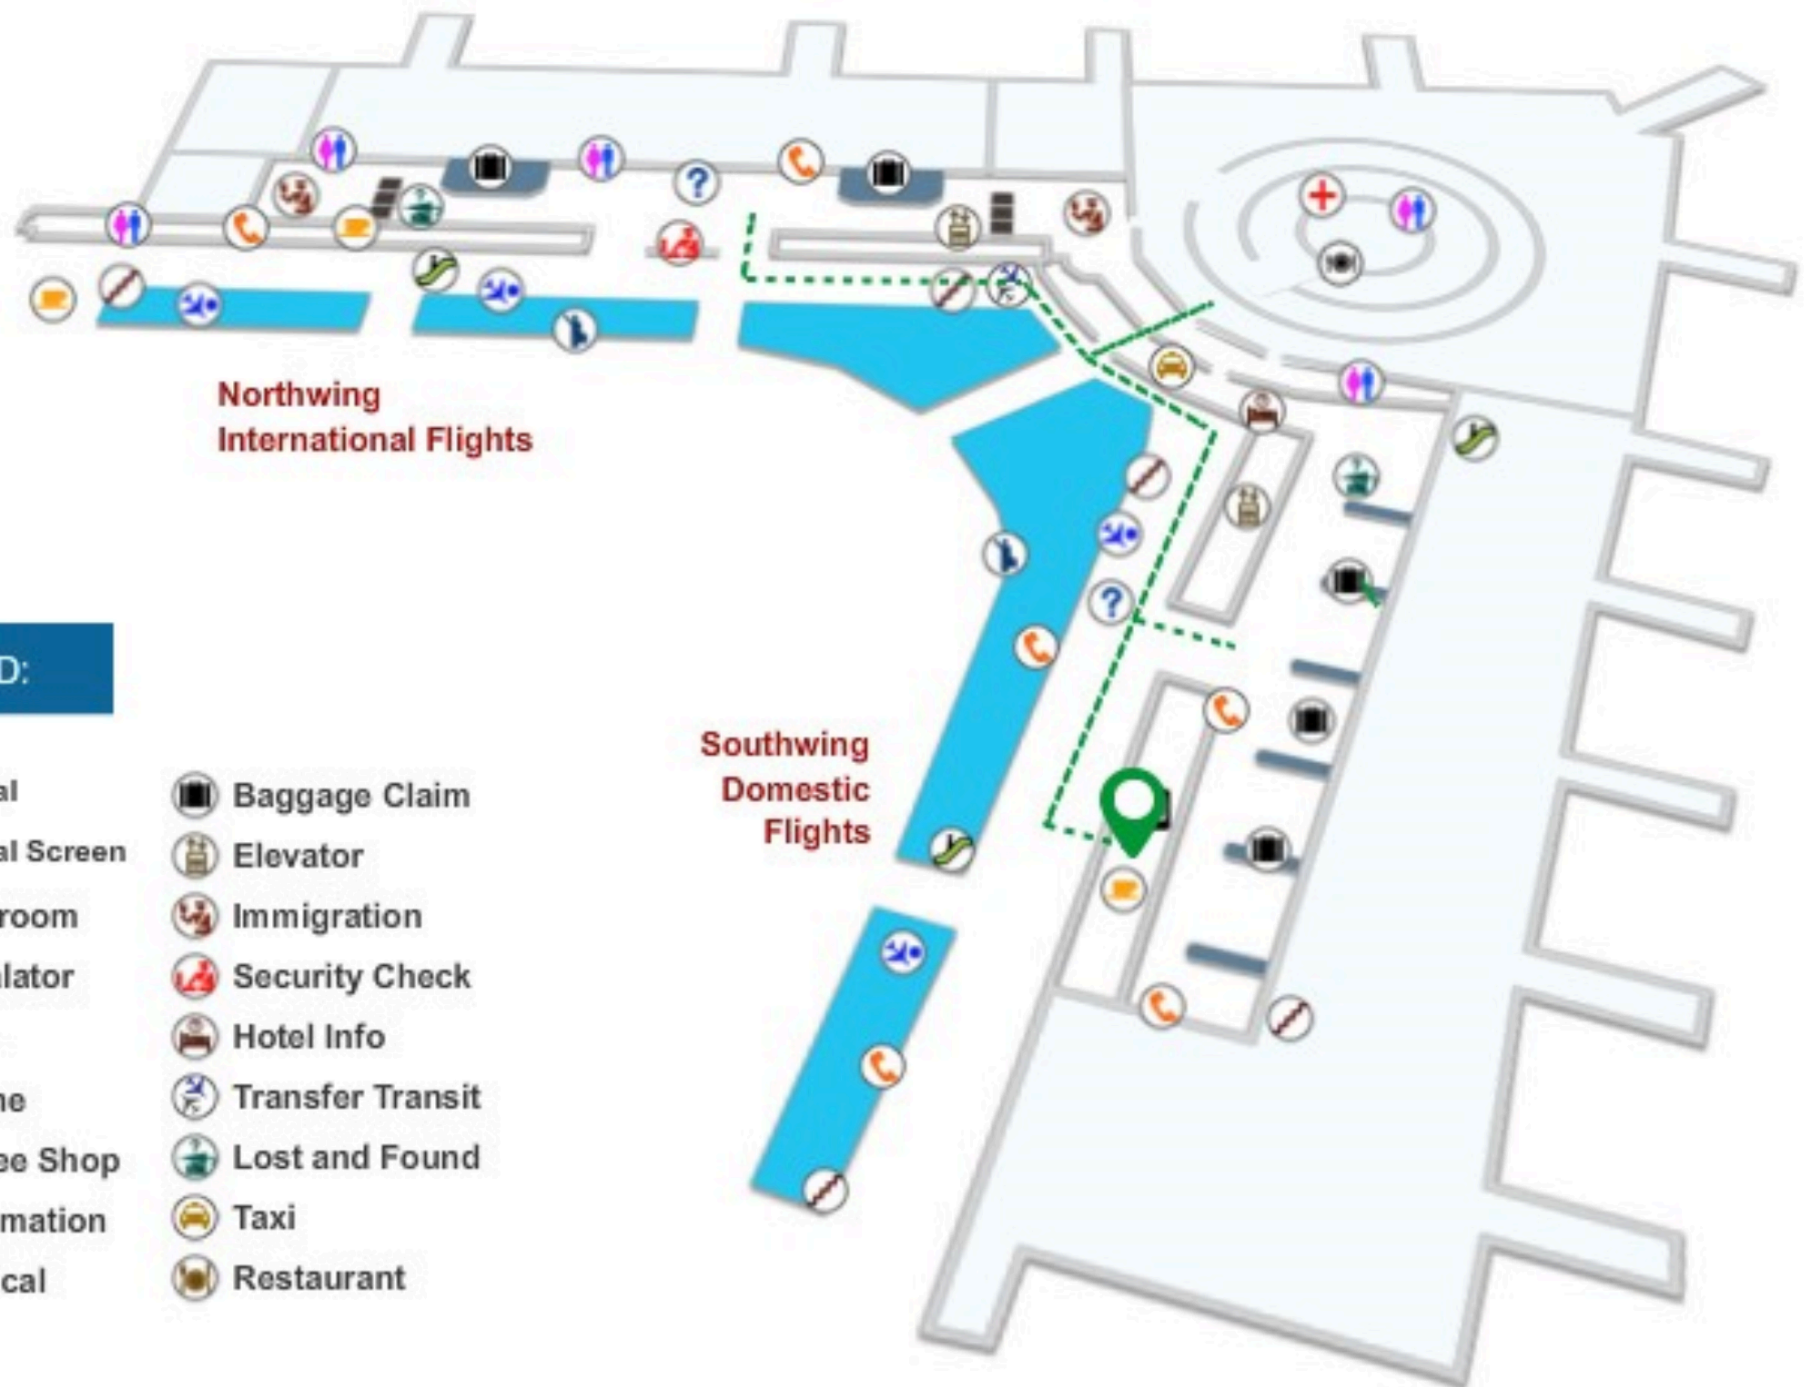 Northwing
International Flights
Southwing
Domestic
Flights
D:
al
al Screen
room
lator
ne
ee Shop
mation
cal
Baggage Claim
Elevator
Immigration
Security Check
Hotel Info
Transfer Transit
Lost and Found
Taxi
Restaurant